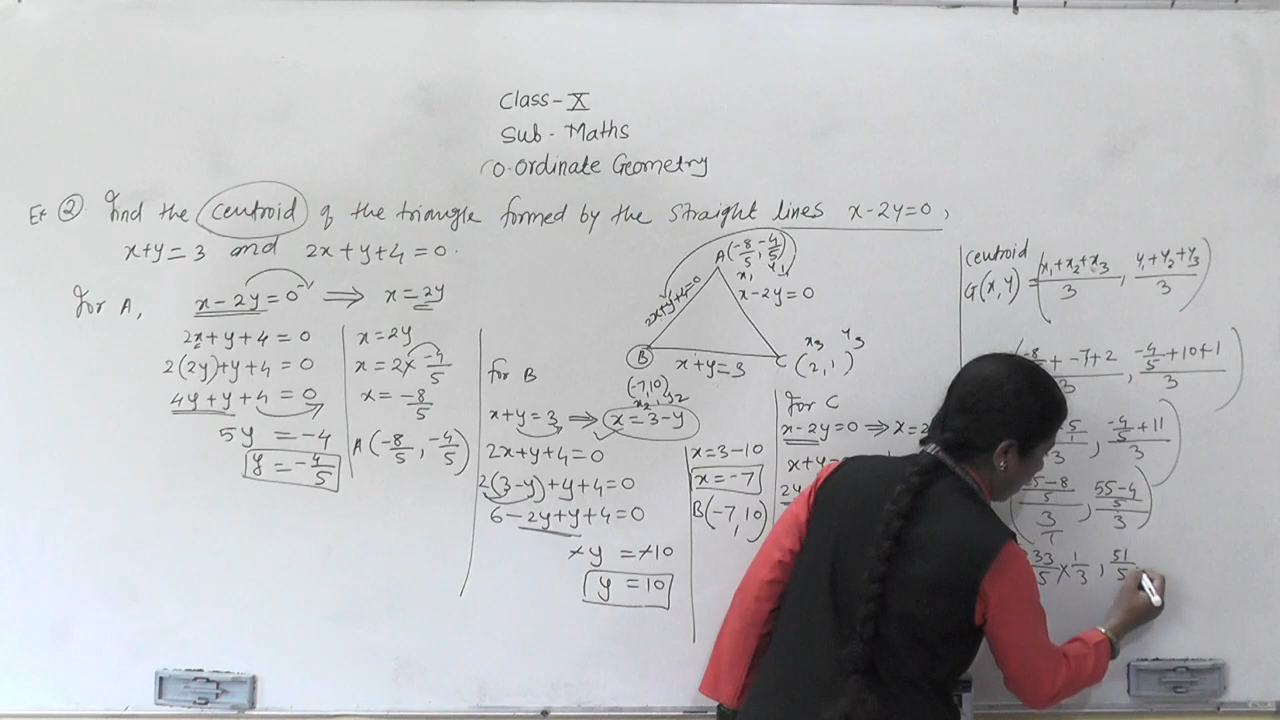 Class - X
Sub - Maths
Co-ordinate Geometry
Ex ② Find the centroid of the triangle formed by the straight lines x-2y=0,
x+y=3 and 2x+y+4=0.
For A, x-2y=0 ⟹ x=2y
2x+y+4=0
2(2y)+y+4=0
4y+y+4=0
5y=-4
y=-4/5
x=2y
x=2×-4/5
x=-8/5
A(-8/5, -4/5)
A(-8/5, -4/5)
x₁ y₁
2x+y+4=0
x-2y=0
B
x+y=3
C
x₃ y₃
(2,1)
(-7,10)
x₂, y₂
For B
x+y=3 ⟹ x=3-y
2x+y+4=0
2(3-y)+y+4=0
6-2y+y+4=0
-y=-10
y=10
x=3-10
x=-7
B(-7,10)
For C
x-2y=0 ⟹ x=2
x+y=
2y
Centroid
G(x,y)=(x₁+x₂+x₃/3, y₁+y₂+y₃/3)
(-8/5+-7+2/3, -4/5+10+1/3)
5/1/3, -4/5+11/3)
5-8/5/3/1, 55-4/5/3)
33/5×1/3, 51/5